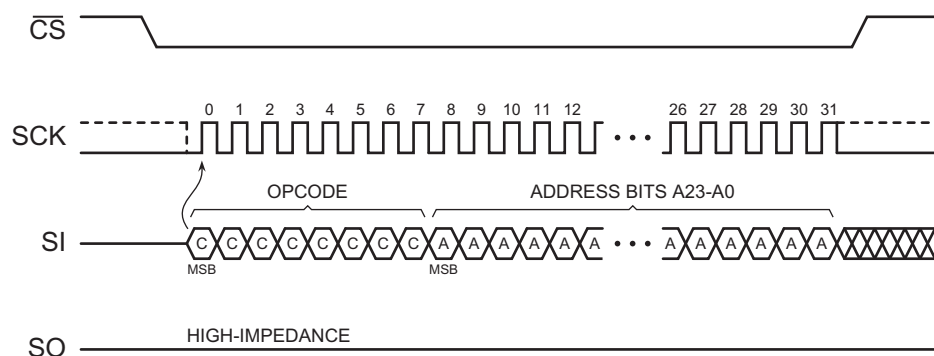 CS
0 1 2 3 4 5 6 7 8 9 10 11 12 26 27 28 29 30 31
SCK
OPCODE ADDRESS BITS A23-A0
SI C C C C C C C C A A A A A A A A A A A A
MSB MSB
HIGH-IMPEDANCE
SO